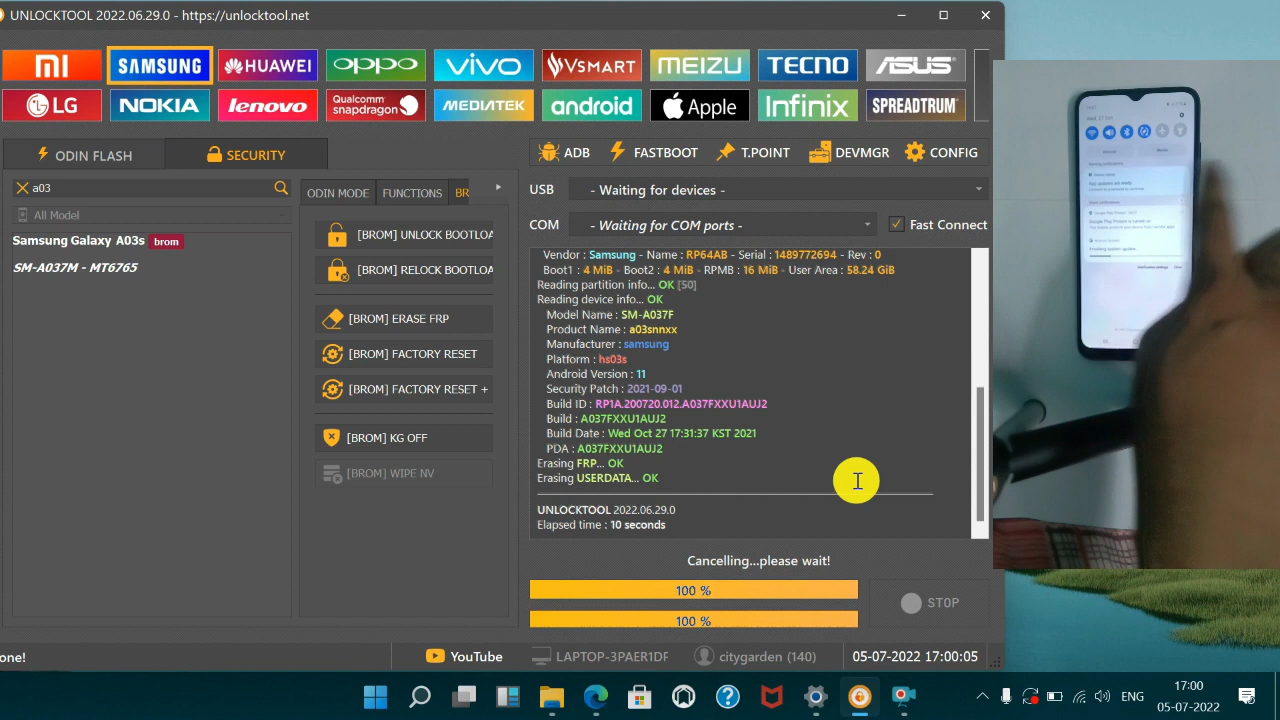 UNLOCKTOOL 2022.06.29.0 - https://unlocktool.net
mi SAMSUNG HUAWEI oppo vivo VSMART MEIZU TECNO ASUS
LG NOKIA lenovo Qualcomm snapdragon MEDIATEK android Apple Infinix SPREADTRUM
ODIN FLASH SECURITY
a03
All Model
Samsung Galaxy A03s brom
SM-A037M - MT6765
ODIN MODE FUNCTIONS BR
[BROM] UNLOCK BOOTLOA
[BROM] RELOCK BOOTLOA
[BROM] ERASE FRP
[BROM] FACTORY RESET
[BROM] FACTORY RESET +
[BROM] KG OFF
[BROM] WIPE NV
ADB FASTBOOT T.POINT DEVMGR CONFIG
USB - Waiting for devices -
COM - Waiting for COM ports - Fast Connect
Vendor : Samsung - Name : RP64AB - Serial : 1489772694 - Rev : 0
Boot1 : 4 MiB - Boot2 : 4 MiB - RPMB : 16 MiB - User Area : 58.24 GiB
Reading partition info... OK [50]
Reading device info... OK
Model Name : SM-A037F
Product Name : a03snnxx
Manufacturer : samsung
Platform : hs03s
Android Version : 11
Security Patch : 2021-09-01
Build ID : RP1A.200720.012.A037FXXU1AUJ2
Build : A037FXXU1AUJ2
Build Date : Wed Oct 27 17:31:37 KST 2021
PDA : A037FXXU1AUJ2
Erasing FRP... OK
Erasing USERDATA... OK
UNLOCKTOOL 2022.06.29.0
Elapsed time : 10 seconds
Cancelling...please wait!
100 %
STOP
100 %
one! YouTube LAPTOP-3PAER1DF citygarden (140) 05-07-2022 17:00:05
ENG 17:00
05-07-2022